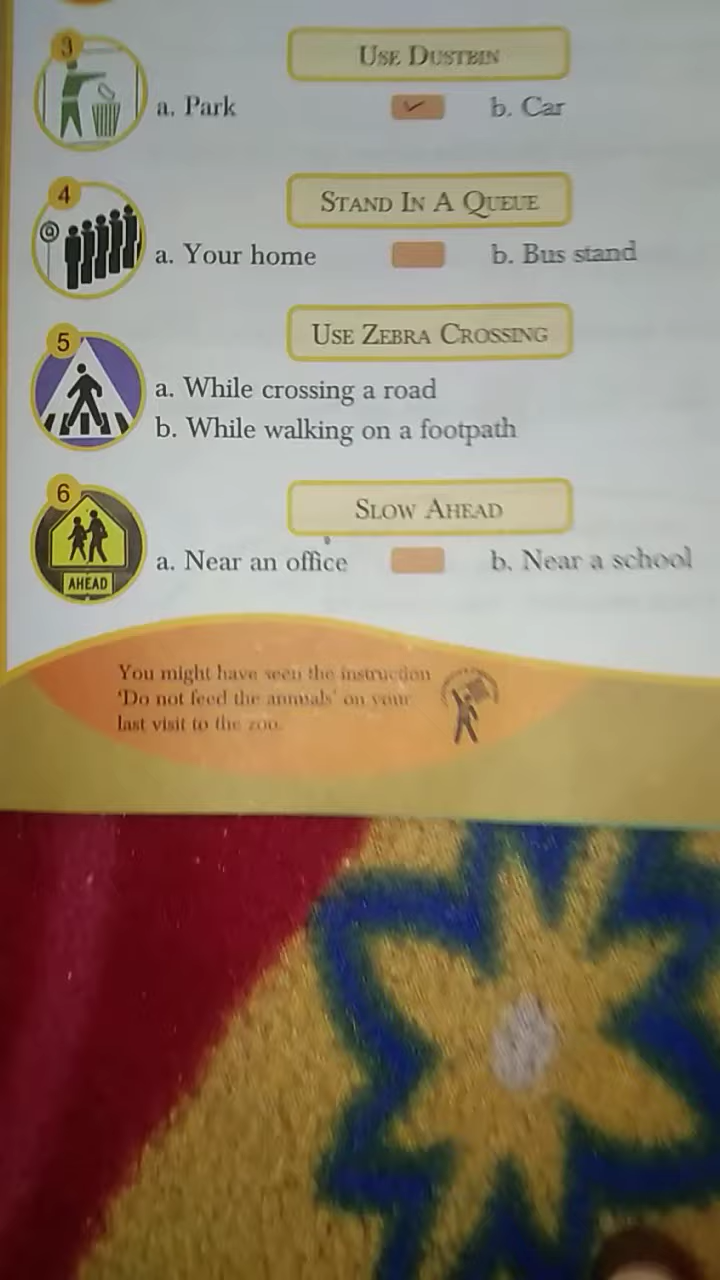 3
USE DUSTBIN
a. Park
b. Car
4
STAND IN A QUEUE
a. Your home
b. Bus stand
5
USE ZEBRA CROSSING
a. While crossing a road
b. While walking on a footpath
6
SLOW AHEAD
AHEAD
a. Near an office
b. Near a school
You might have seen the instruction
'Do not feed the animals' on your
last visit to the zoo.